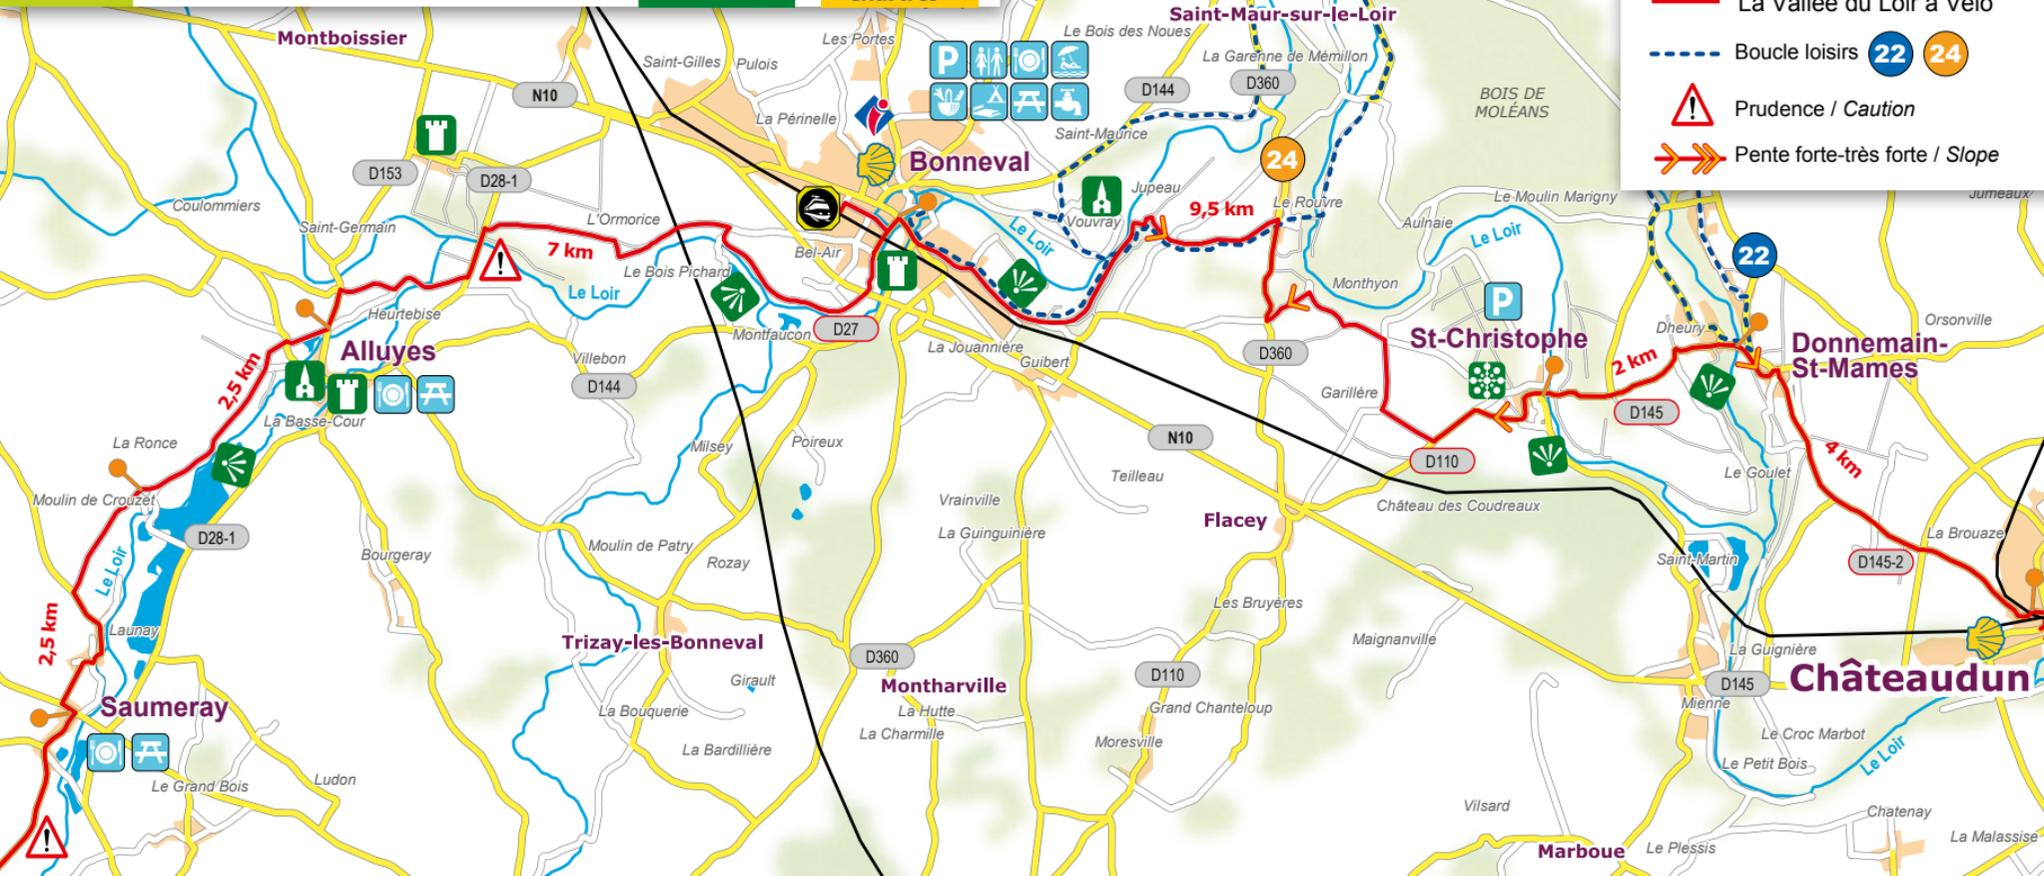 La Vallée du Loir à Vélo
Boucle loisirs 22 24
Prudence / Caution
Pente forte-très forte / Slope
Saint-Maur-sur-le-Loir
Montboissier
Les Portes
Le Bois des Noues
Saint-Gilles
Pulois
La Garenne de Mémillon
N10
P
D144
D360
BOIS DE
MOLÉANS
La Périnelle
Saint-Maurice
Bonneval
24
D153
D28-1
Jupeau
Le Moulin Marigny
Jumeaux
Coulommiers
Le Rouvre
9,5 km
Saint-Germain
L'Ormorice
Vouvray
Aulnaie
Le Loir
Le Loir
7 km
Bel-Air
22
Le Bois Pichard
Monthyon
Le Loir
P
Heurtebise
Montfaucon
D27
Dheury
Orsonville
St-Christophe
Donnemain-
St-Mames
Alluyes
La Jouannière
Guibert
D360
Villebon
2 km
D144
2,5 km
Garillère
D145
La Basse-Cour
La Ronce
Milsey
Poireux
N10
D110
4 km
Teilleau
Le Goulet
Moulin de Crouzet
Vrainville
Château des Coudreaux
Flacey
D28-1
La Guinguinière
La Brouaze
Moulin de Patry
Bourgeray
Rozay
Saint-Martin
D145-2
Le Loir
Les Bruyères
Launay
2,5 km
Trizay-les-Bonneval
Maignanville
D360
La Guignière
Châteaudun
Girault
Montharville
D110
D145
Saumeray
La Bouquerie
La Hutte
Grand Chanteloup
Mienne
La Charmille
Le Croc Marbot
La Bardillière
Moresville
Le Loir
Le Petit Bois
Le Grand Bois
Ludon
Vilsard
Chatenay
La Malassise
Marboue
Le Plessis